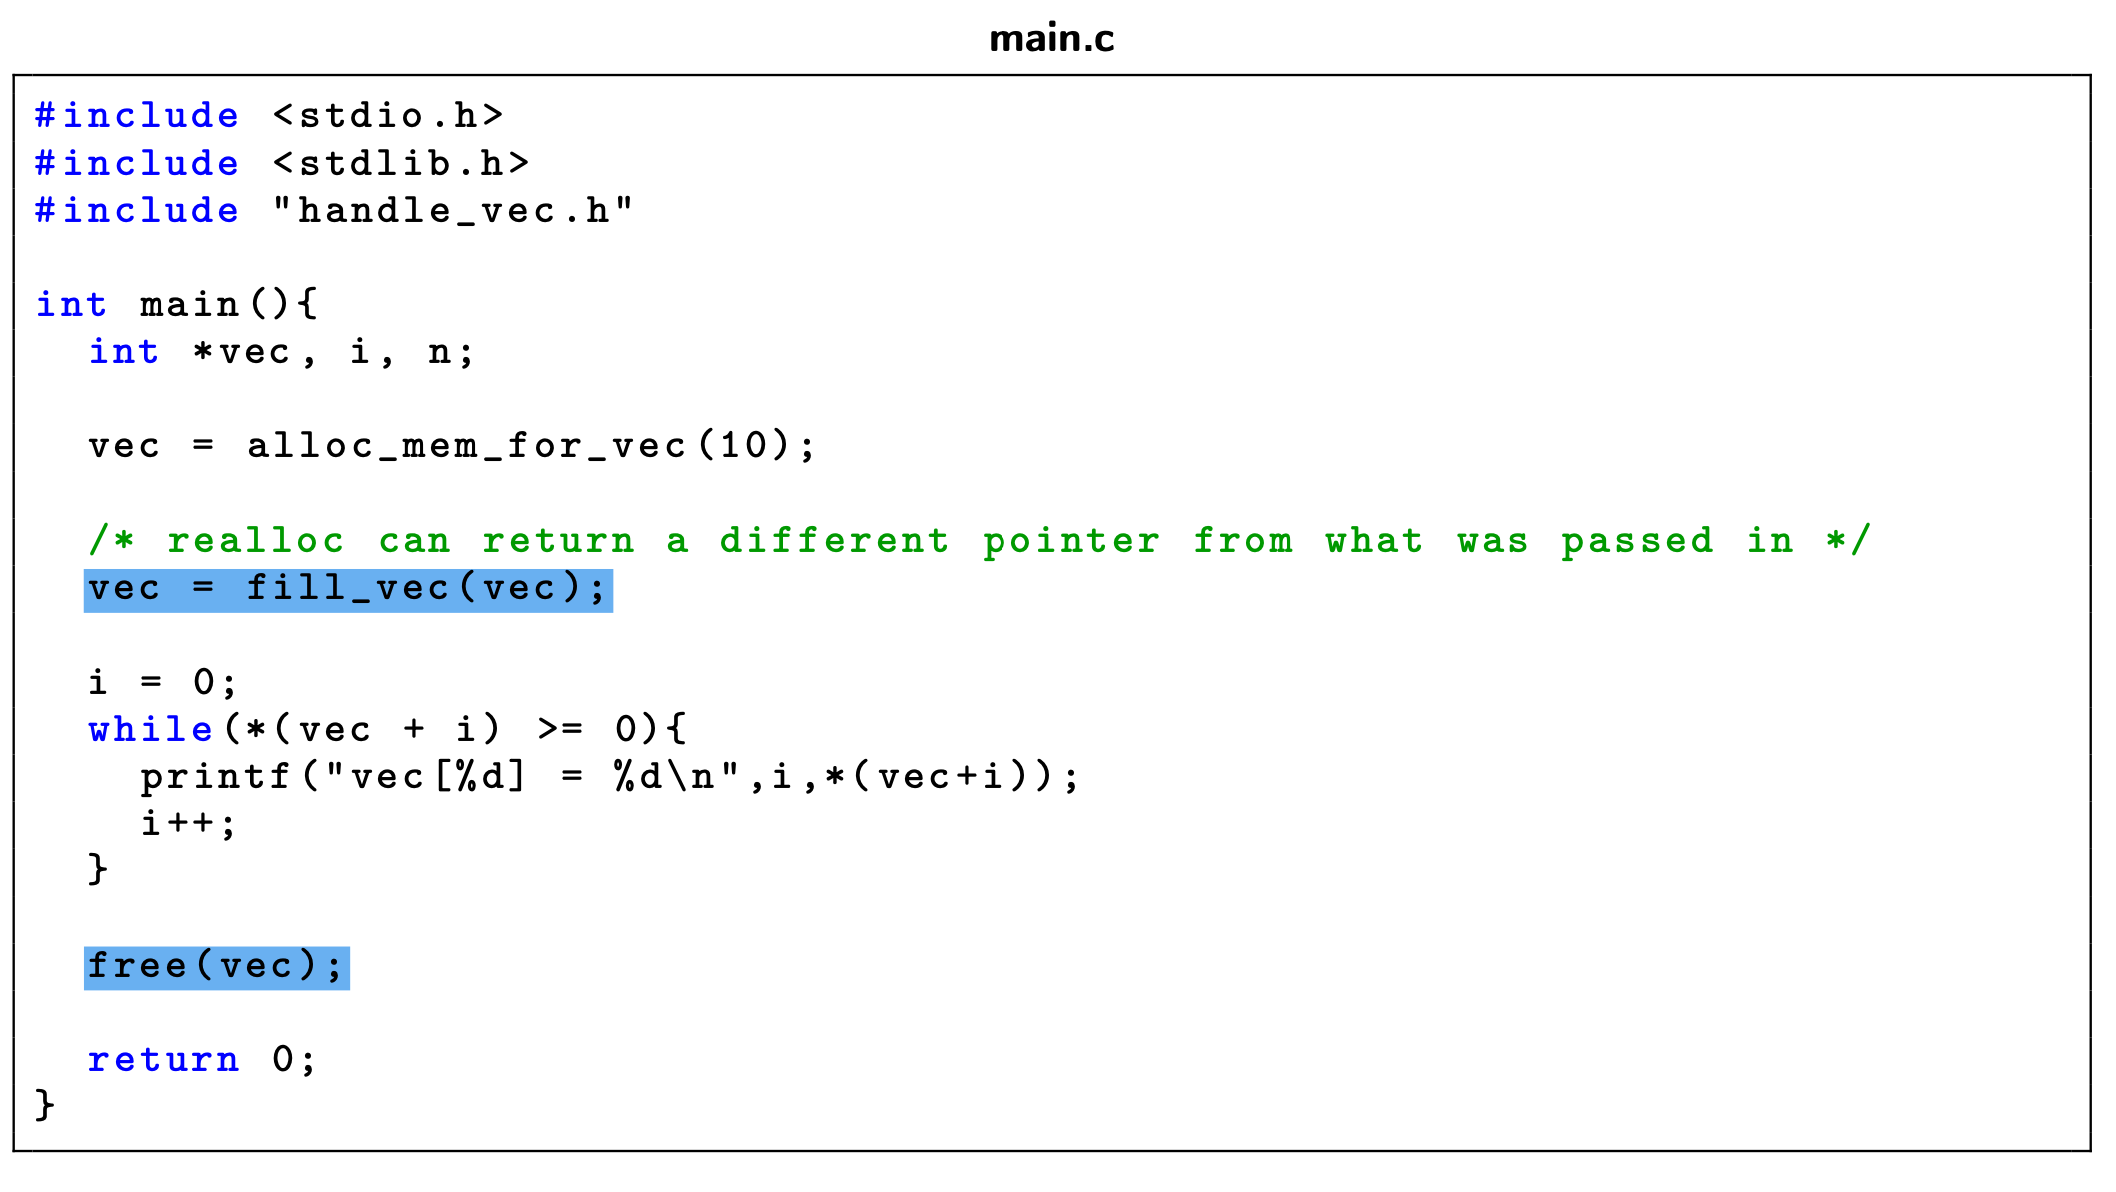 main.c
#include <stdio.h>
#include <stdlib.h>
#include "handle_vec.h"
int main(){
int *vec, i, n;
vec = alloc_mem_for_vec(10);
/* realloc can return a different pointer from what was passed in */
vec = fill_vec(vec);
i = 0;
while(*(vec + i) >= 0){
printf("vec[%d] = %d\n",i,*(vec+i));
i++;
}
free(vec);
return 0;
}